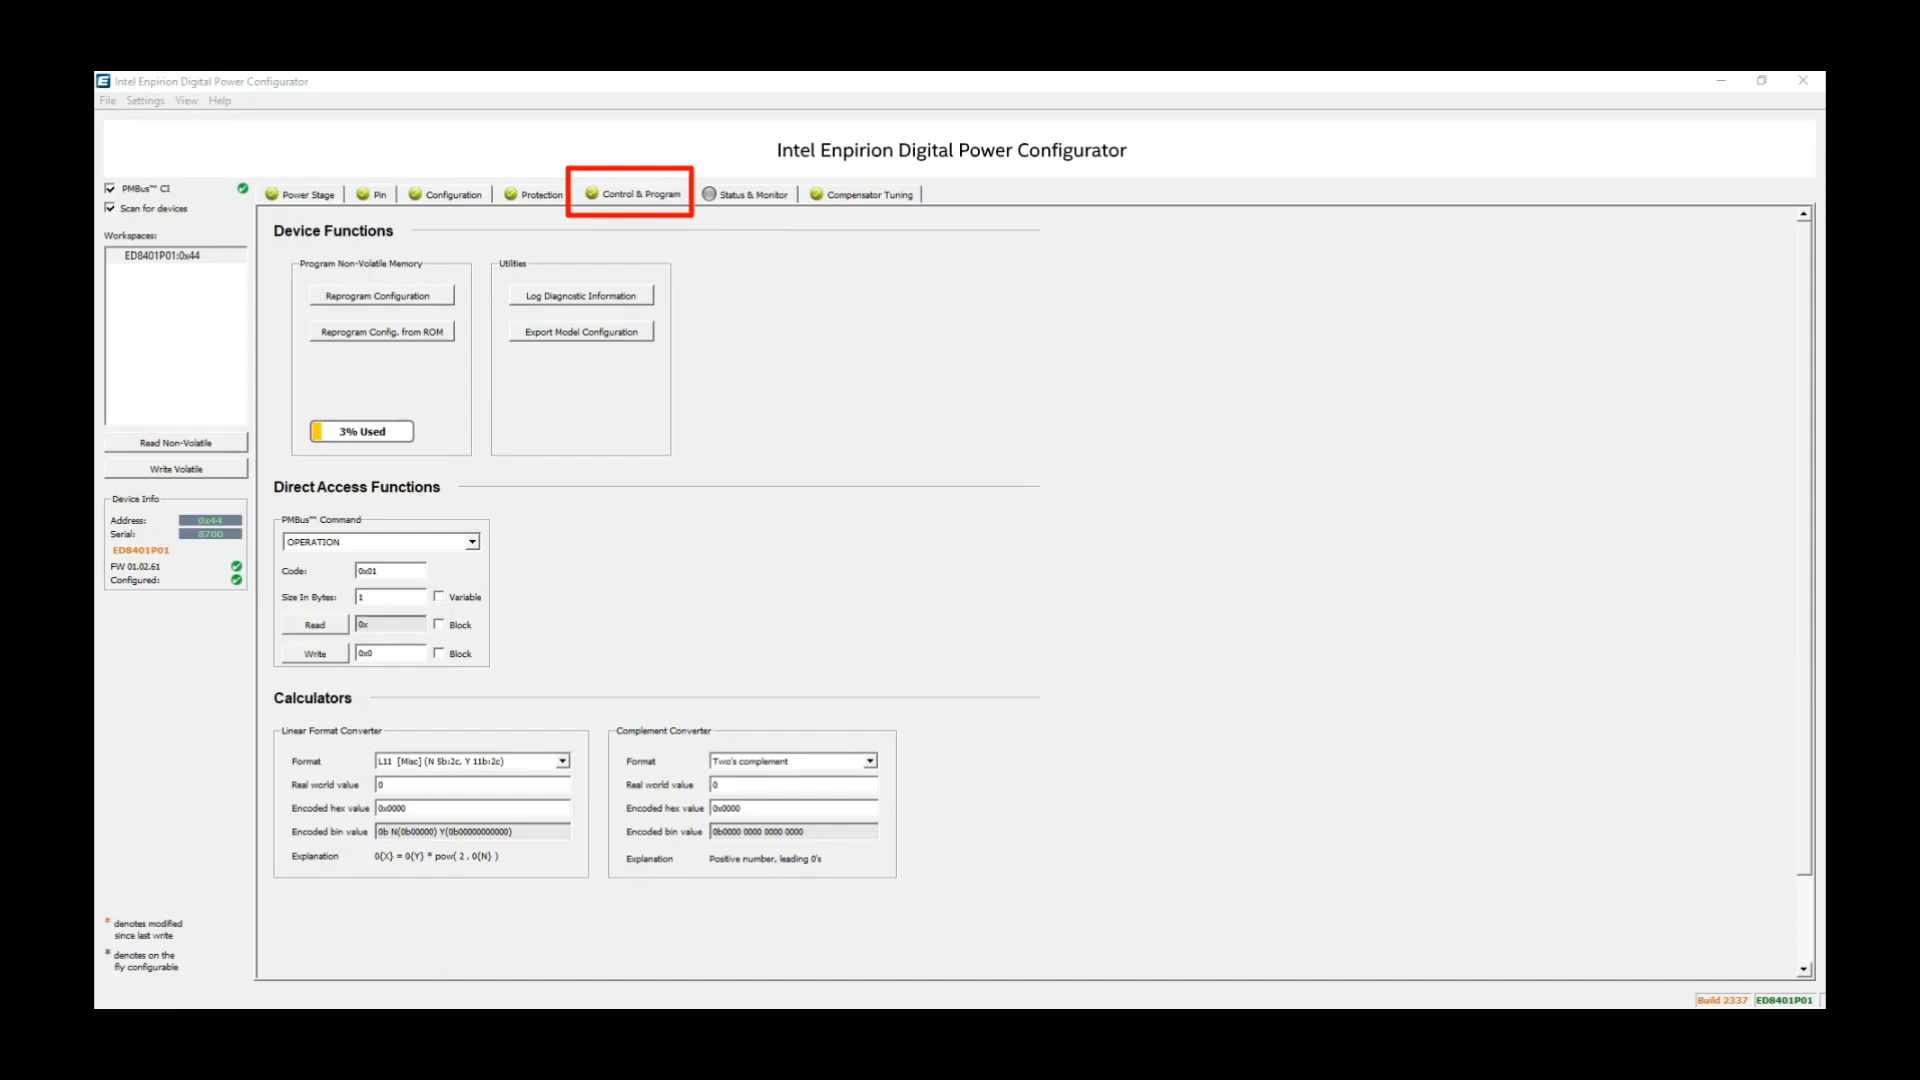 Intel Enpirion Digital Power Configurator
File Settings View Help
Intel Enpirion Digital Power Configurator
PMBus™ CI
Scan for devices
Power Stage
Pin
Configuration
Protection
Control & Program
Status & Monitor
Compensator Tuning
Workspaces:
ED8401P01:0x44
Read Non-Volatile
Write Volatile
Device Info
Address: 0x44
Serial: 8700
ED8401P01
FW 01.02.61
Configured:
* denotes modified
since last write
* denotes on the
fly configurable
Device Functions
Program Non-Volatile Memory
Reprogram Configuration
Reprogram Config. from ROM
3% Used
Utilities
Log Diagnostic Information
Export Model Configuration
Direct Access Functions
PMBus™ Command
OPERATION
Code: 0x01
Size In Bytes: 1 Variable
Read 0x Block
Write 0x0 Block
Calculators
Linear Format Converter
Format L11 [Misc] (N 5b:2c, Y 11b:2c)
Real world value 0
Encoded hex value 0x0000
Encoded bin value 0b N(0b00000) Y(0b00000000000)
Explanation 0{X} = 0{Y} * pow( 2 , 0{N} )
Complement Converter
Format Two's complement
Real world value 0
Encoded hex value 0x0000
Encoded bin value 0b0000 0000 0000 0000
Explanation Positive number, leading 0's
Build 2337 ED8401P01